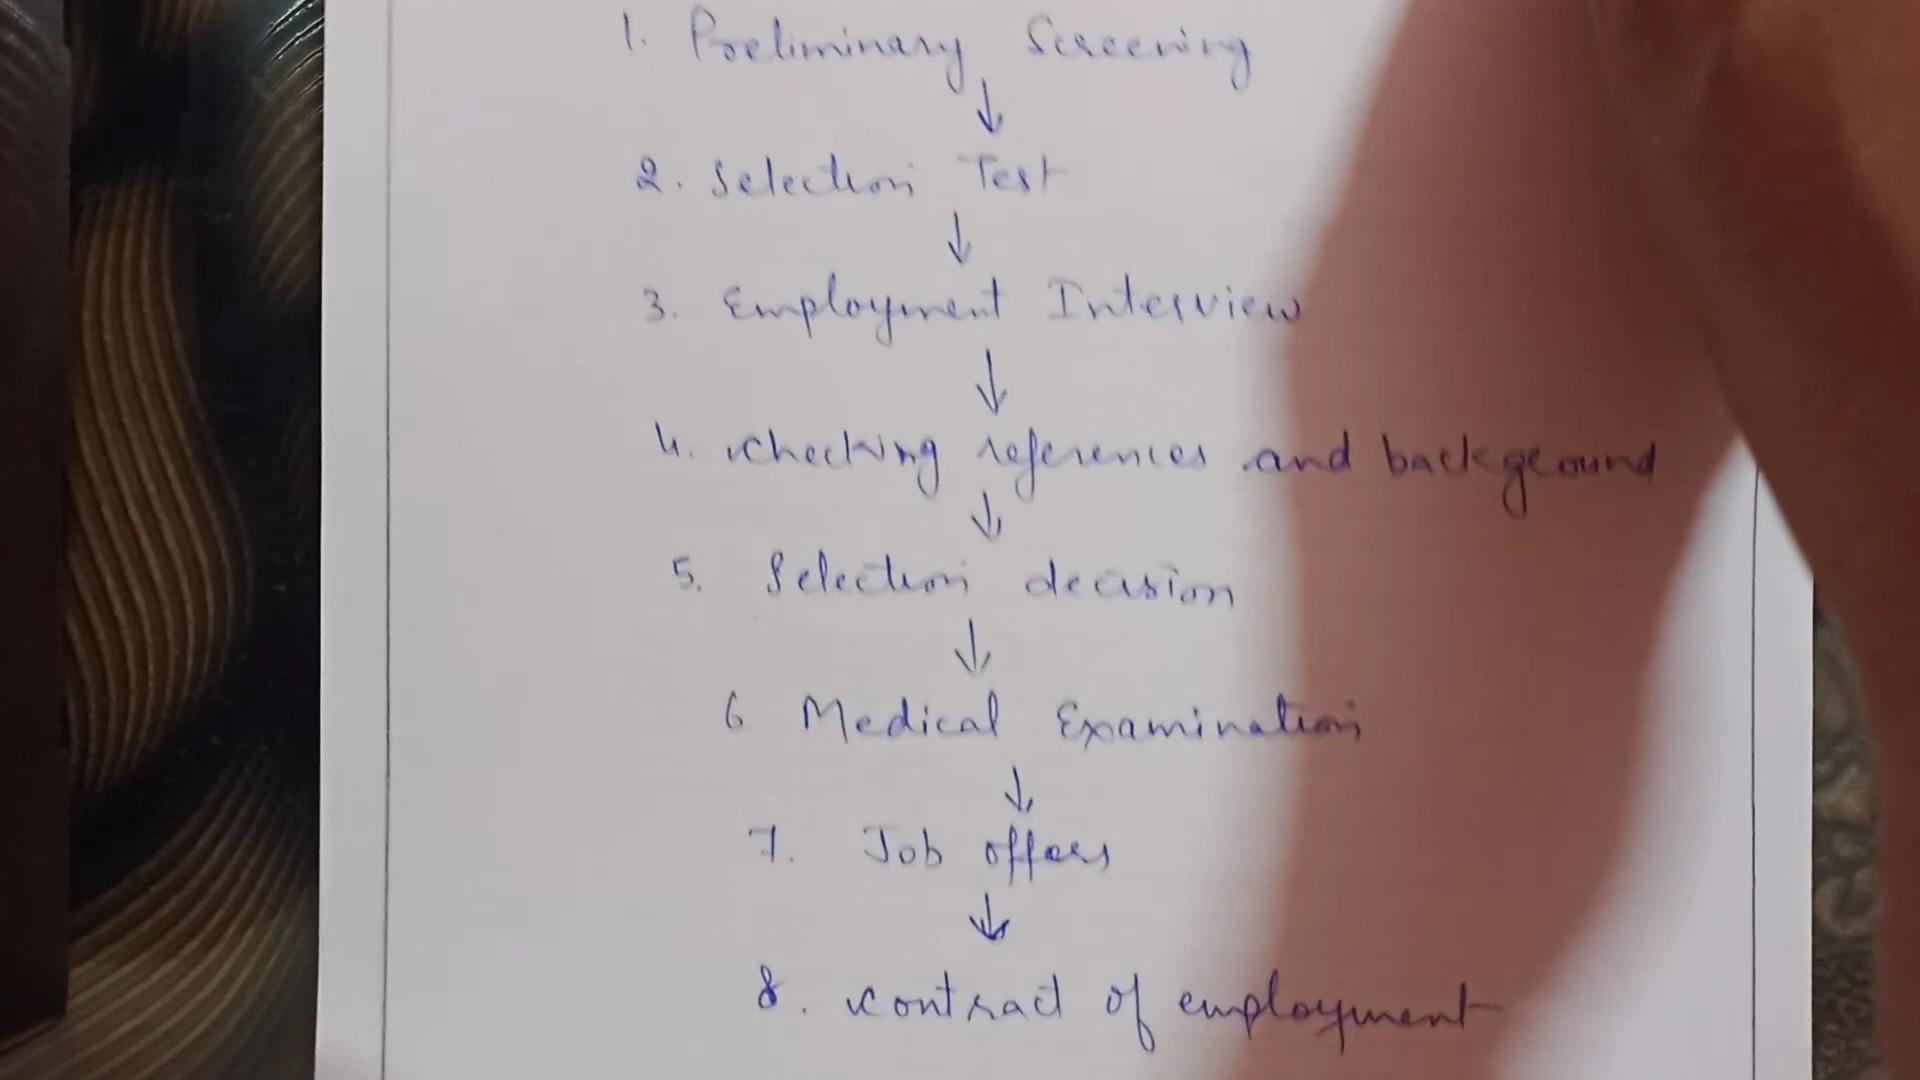 1. Preliminary Screening
↓
2. Selection Test
↓
3. Employment Interview
↓
4. Checking references and background
↓
5. Selection decision
↓
6 Medical Examination
↓
7. Job offers
↓
8. Contract of employment